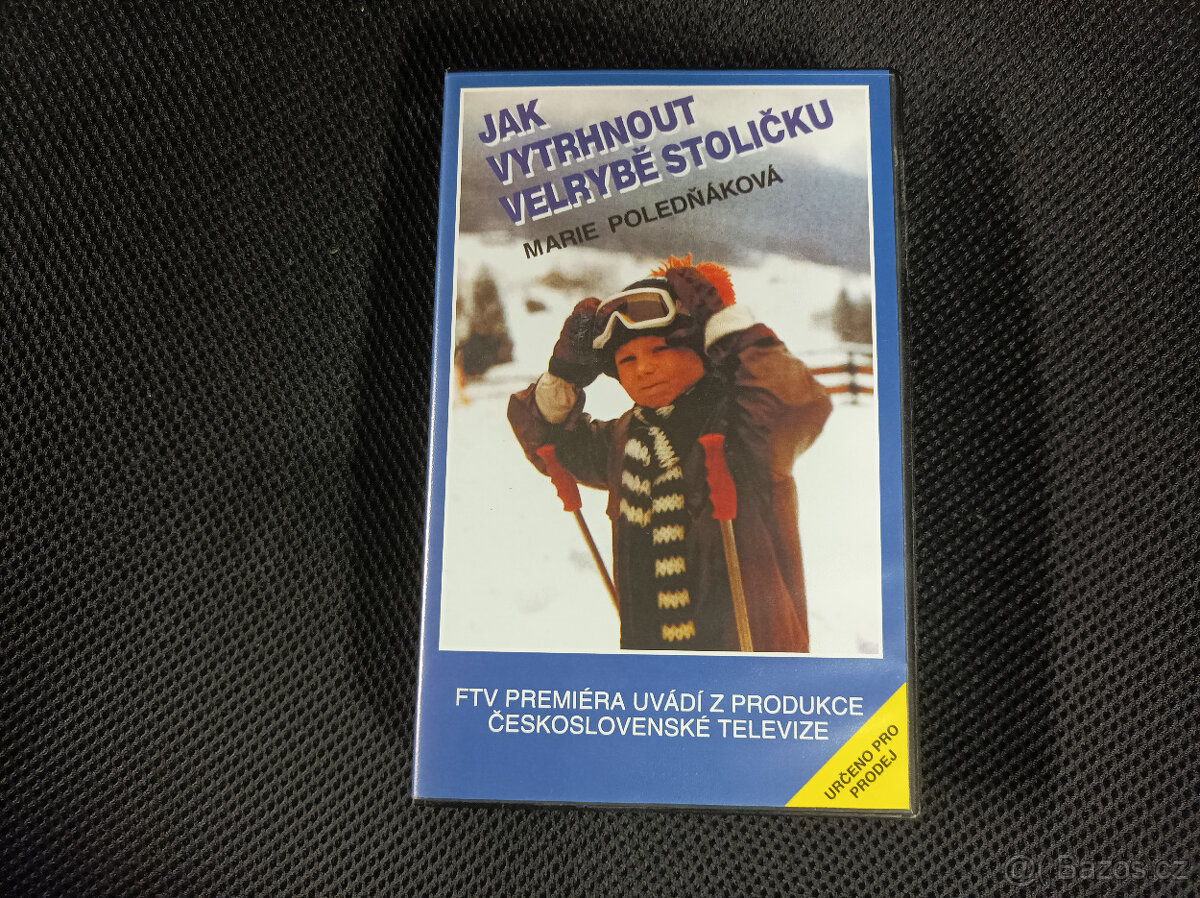 JAK
VYTRHNOUT
VELRYBĚ STOLIČKU
MARIE POLEDŇÁKOVÁ
FTV PREMIÉRA UVÁDÍ Z PRODUKCE
ČESKOSLOVENSKÉ TELEVIZE
URČENO PRO
PRODEJ
Bazos.cz